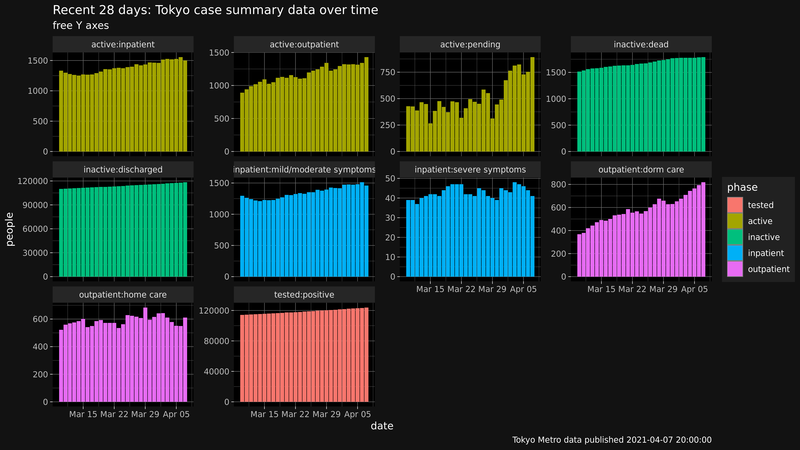 Recent 28 days: Tokyo case summary data over time
free Y axes
active:inpatient
active:outpatient
active:pending
inactive:dead
1500
1000
500
0
1000
500
0
750
500
250
0
1500
1000
500
0
inactive:discharged
inpatient:mild/moderate symptoms
inpatient:severe symptoms
outpatient:dorm care
120000
90000
60000
30000
0
1500
1000
500
0
50
40
30
20
10
0
800
600
400
200
0
Mar 15 Mar 22 Mar 29 Apr 05
Mar 15 Mar 22 Mar 29 Apr 05
outpatient:home care
tested:positive
600
400
200
0
120000
80000
40000
0
Mar 15 Mar 22 Mar 29 Apr 05
Mar 15 Mar 22 Mar 29 Apr 05
people
date
phase
tested
active
inactive
inpatient
outpatient
Tokyo Metro data published 2021-04-07 20:00:00